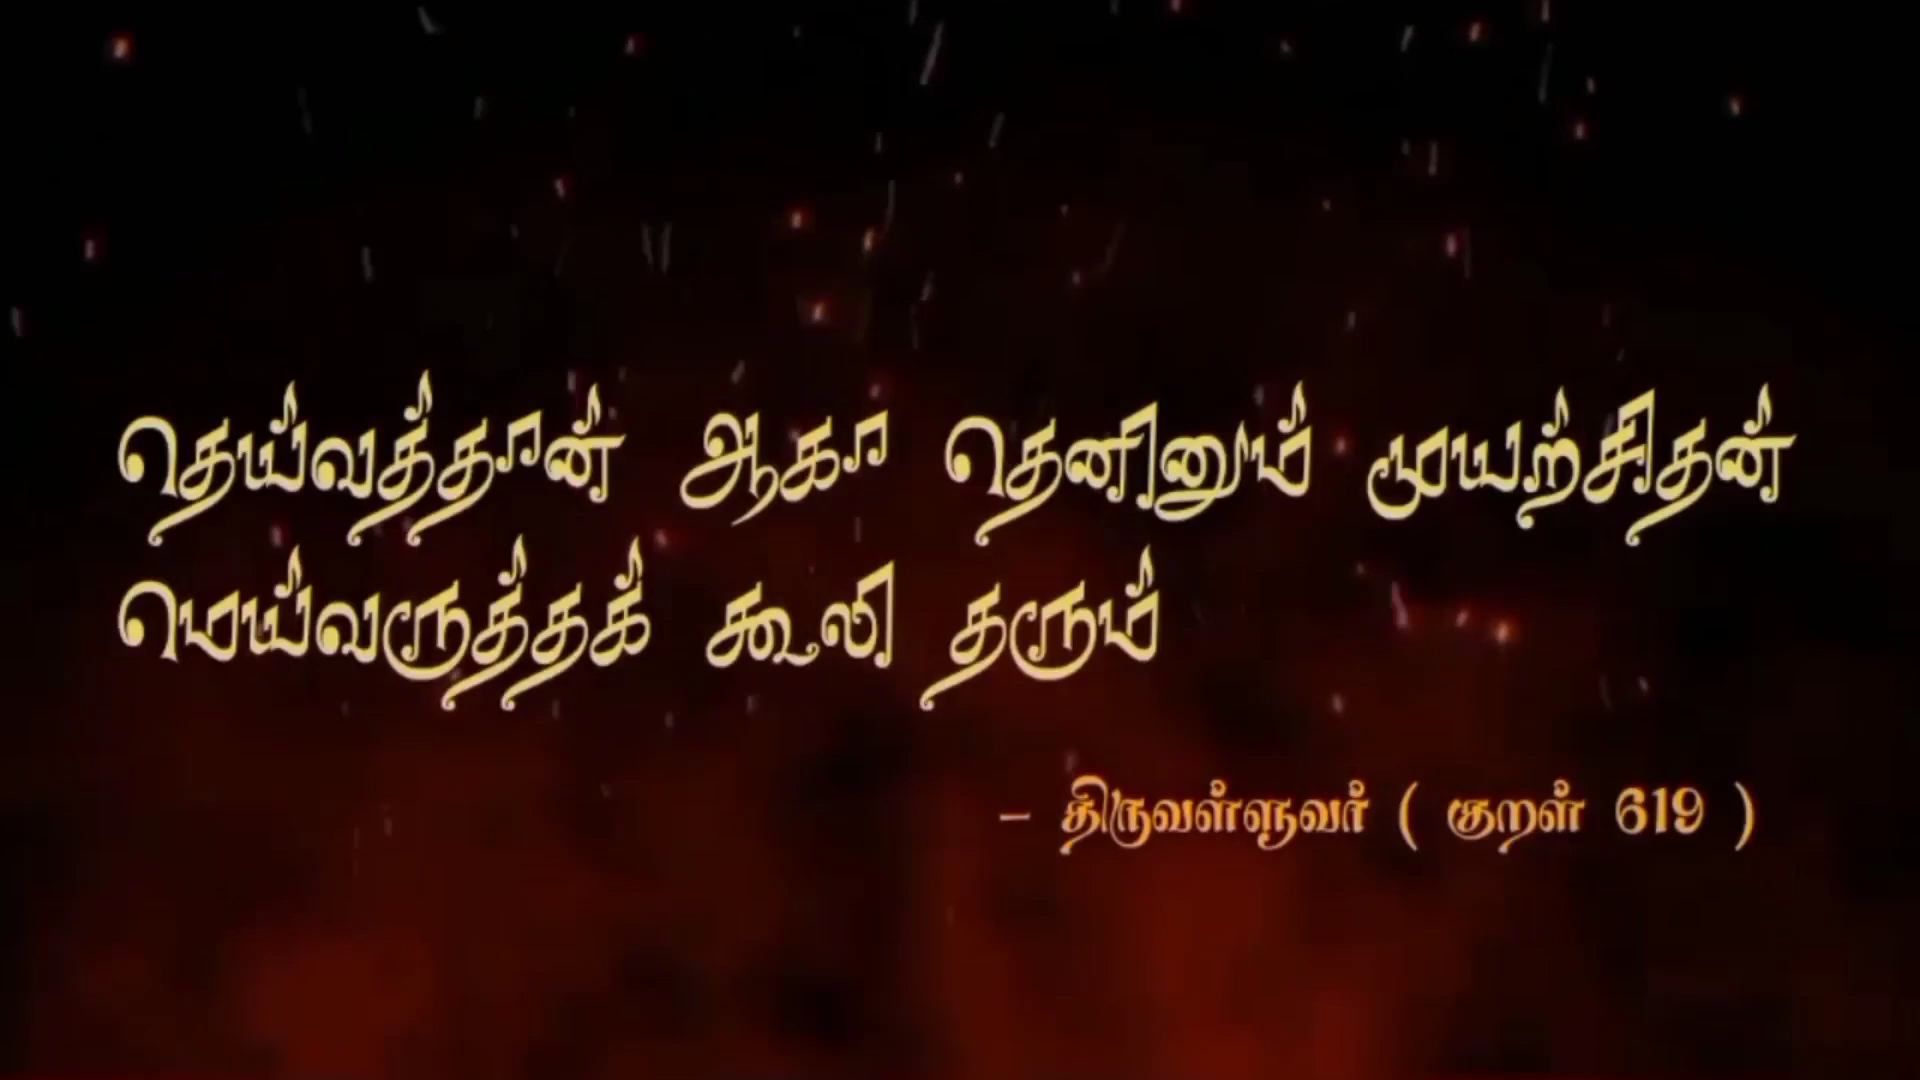 தெய்வத்தான் ஆகா தெனினும் முயற்சிதன்
மெய்வருத்தக் கூலி தரும்
– திருவள்ளுவர் ( குறள் 619 )